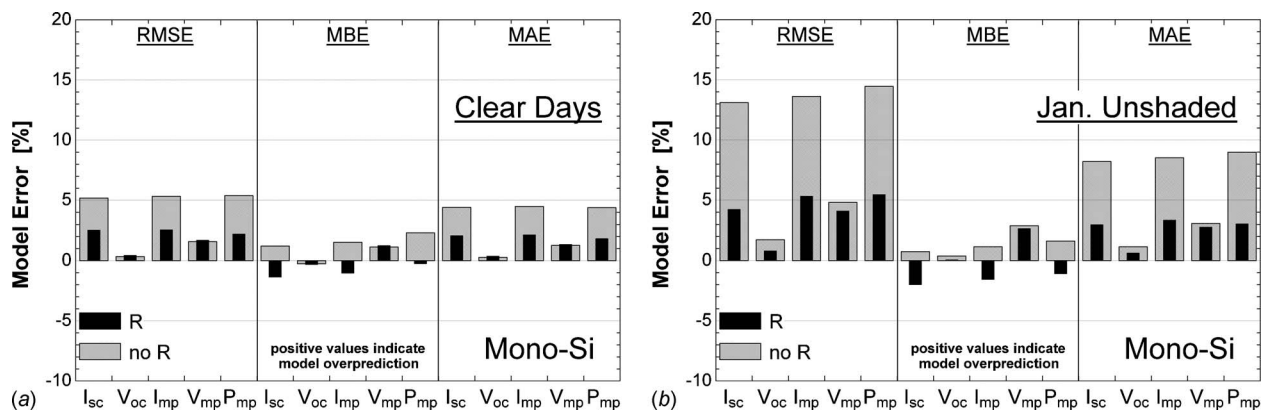 20
15
10
5
0
-5
-10
Model Error [%]
RMSE
MBE
MAE
Clear Days
R
no R
positive values indicate
model overprediction
Mono-Si
(a)
Isc Voc Imp Vmp Pmp Isc Voc Imp Vmp Pmp Isc Voc Imp Vmp Pmp
20
15
10
5
0
-5
-10
Model Error [%]
RMSE
MBE
MAE
Jan. Unshaded
R
no R
positive values indicate
model overprediction
Mono-Si
(b)
Isc Voc Imp Vmp Pmp Isc Voc Imp Vmp Pmp Isc Voc Imp Vmp Pmp